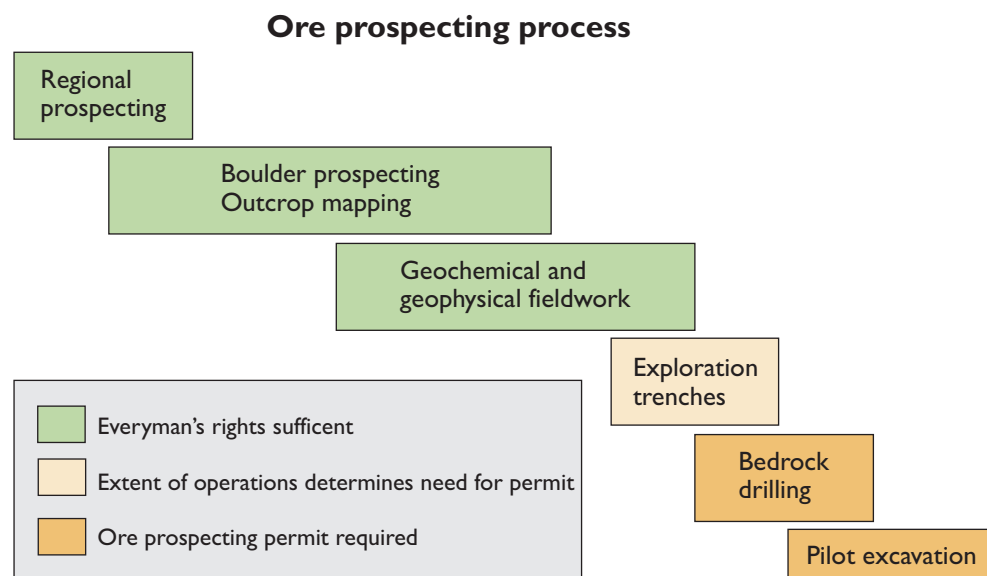 Ore prospecting process
Regional
prospecting
Boulder prospecting
Outcrop mapping
Geochemical and
geophysical fieldwork
Exploration
trenches
Bedrock
drilling
Pilot excavation
Everyman’s rights sufficent
Extent of operations determines need for permit
Ore prospecting permit required